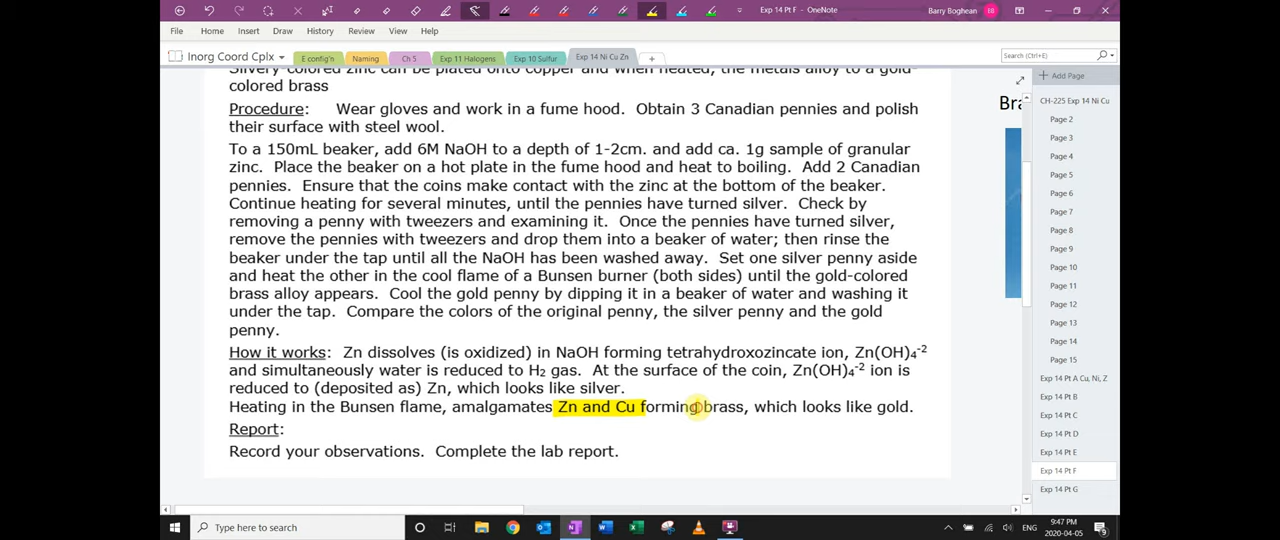 Exp 14 Pt F - OneNote
Barry Boghean
File Home Insert Draw History Review View Help
Inorg Coord Cplx
E config'n
Naming
Ch 5
Exp 11 Halogens
Exp 10 Sulfur
Exp 14 Ni Cu Zn
Search (Ctrl+E)
Silvery-colored zinc can be plated onto copper and when heated, the metals alloy to a gold-
colored brass
Procedure: Wear gloves and work in a fume hood. Obtain 3 Canadian pennies and polish
their surface with steel wool.
To a 150mL beaker, add 6M NaOH to a depth of 1-2cm. and add ca. 1g sample of granular
zinc. Place the beaker on a hot plate in the fume hood and heat to boiling. Add 2 Canadian
pennies. Ensure that the coins make contact with the zinc at the bottom of the beaker.
Continue heating for several minutes, until the pennies have turned silver. Check by
removing a penny with tweezers and examining it. Once the pennies have turned silver,
remove the pennies with tweezers and drop them into a beaker of water; then rinse the
beaker under the tap until all the NaOH has been washed away. Set one silver penny aside
and heat the other in the cool flame of a Bunsen burner (both sides) until the gold-colored
brass alloy appears. Cool the gold penny by dipping it in a beaker of water and washing it
under the tap. Compare the colors of the original penny, the silver penny and the gold
penny.
How it works: Zn dissolves (is oxidized) in NaOH forming tetrahydroxozincate ion, Zn(OH)₄⁻²
and simultaneously water is reduced to H₂ gas. At the surface of the coin, Zn(OH)₄⁻² ion is
reduced to (deposited as) Zn, which looks like silver.
Heating in the Bunsen flame, amalgamates Zn and Cu forming brass, which looks like gold.
Report:
Record your observations. Complete the lab report.
Bra
Add Page
CH-225 Exp 14 Ni Cu
Page 2
Page 3
Page 4
Page 5
Page 6
Page 7
Page 8
Page 9
Page 10
Page 11
Page 12
Page 13
Page 14
Page 15
Exp 14 Pt A Cu, Ni, Z
Exp 14 Pt B
Exp 14 Pt C
Exp 14 Pt D
Exp 14 Pt E
Exp 14 Pt F
Exp 14 Pt G
Type here to search
ENG
9:47 PM
2020-04-05